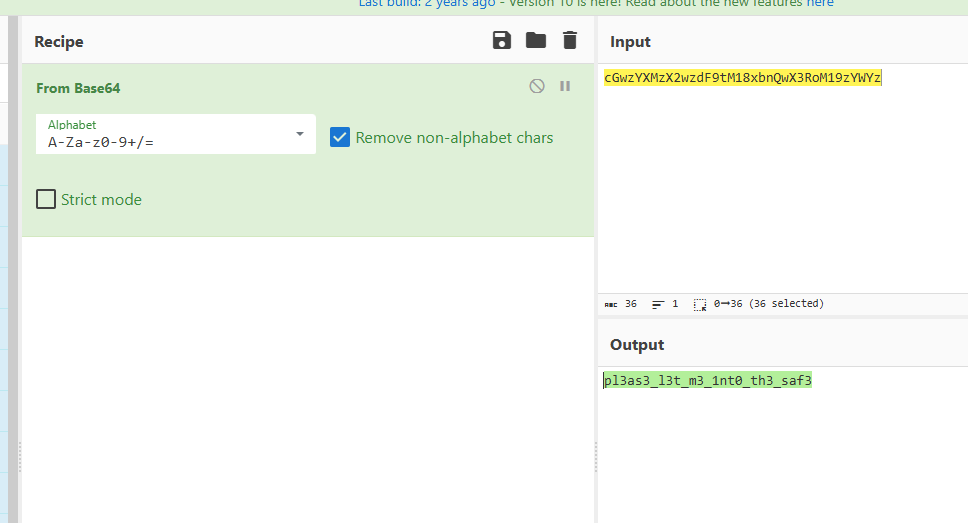 Last build: 2 years ago - Version 10 is here! Read about the new features here
Recipe
From Base64
Alphabet
A-Za-z0-9+/=
Remove non-alphabet chars
Strict mode
Input
cGwzYXMzX2wzdF9tM18xbnQwX3RoM19zYWYz
ABC 36 1 0→36 (36 selected)
Output
pl3as3_l3t_m3_1nt0_th3_saf3